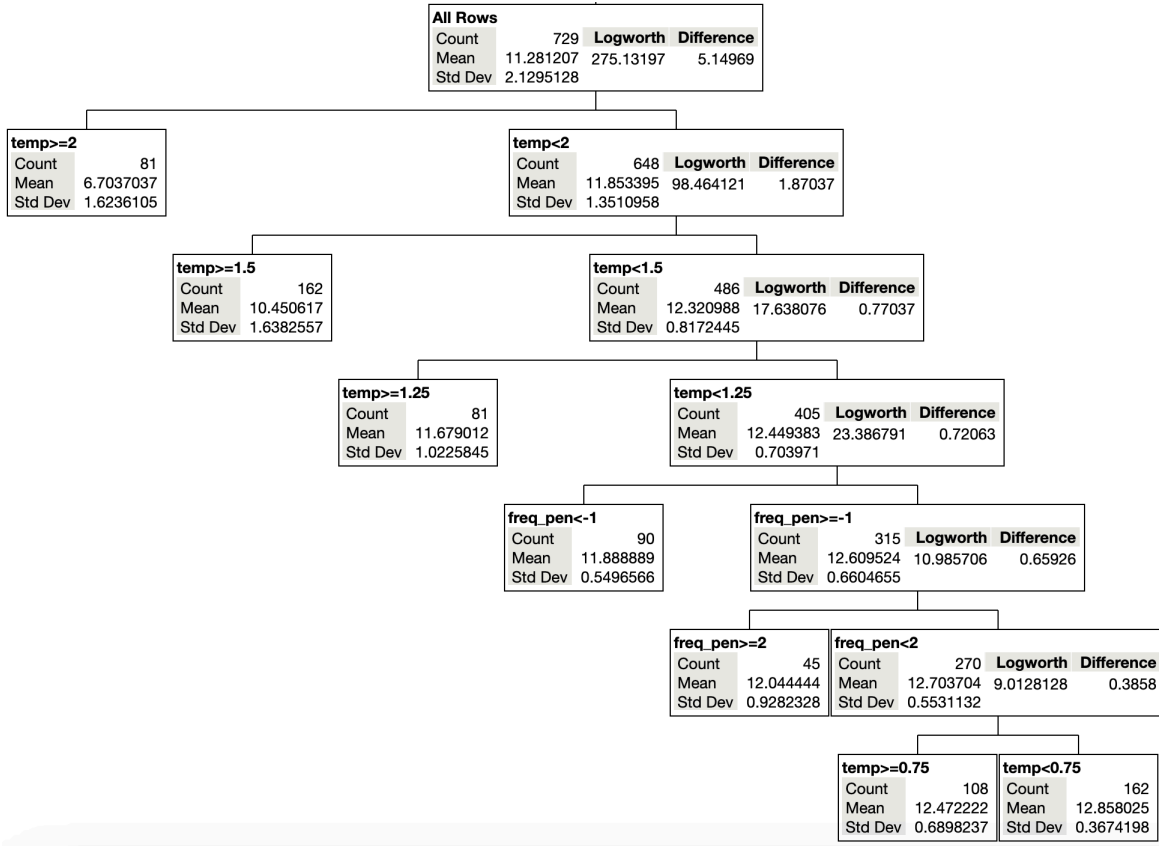 All Rows
Count 729 Logworth Difference
Mean 11.281207 275.13197 5.14969
Std Dev 2.1295128
temp>=2
Count 81
Mean 6.7037037
Std Dev 1.6236105
temp<2
Count 648 Logworth Difference
Mean 11.853395 98.464121 1.87037
Std Dev 1.3510958
temp>=1.5
Count 162
Mean 10.450617
Std Dev 1.6382557
temp<1.5
Count 486 Logworth Difference
Mean 12.320988 17.638076 0.77037
Std Dev 0.8172445
temp>=1.25
Count 81
Mean 11.679012
Std Dev 1.0225845
temp<1.25
Count 405 Logworth Difference
Mean 12.449383 23.386791 0.72063
Std Dev 0.703971
freq_pen<-1
Count 90
Mean 11.888889
Std Dev 0.5496566
freq_pen>=-1
Count 315 Logworth Difference
Mean 12.609524 10.985706 0.65926
Std Dev 0.6604655
freq_pen>=2
Count 45
Mean 12.044444
Std Dev 0.9282328
freq_pen<2
Count 270 Logworth Difference
Mean 12.703704 9.0128128 0.3858
Std Dev 0.5531132
temp>=0.75
Count 108
Mean 12.472222
Std Dev 0.6898237
temp<0.75
Count 162
Mean 12.858025
Std Dev 0.3674198